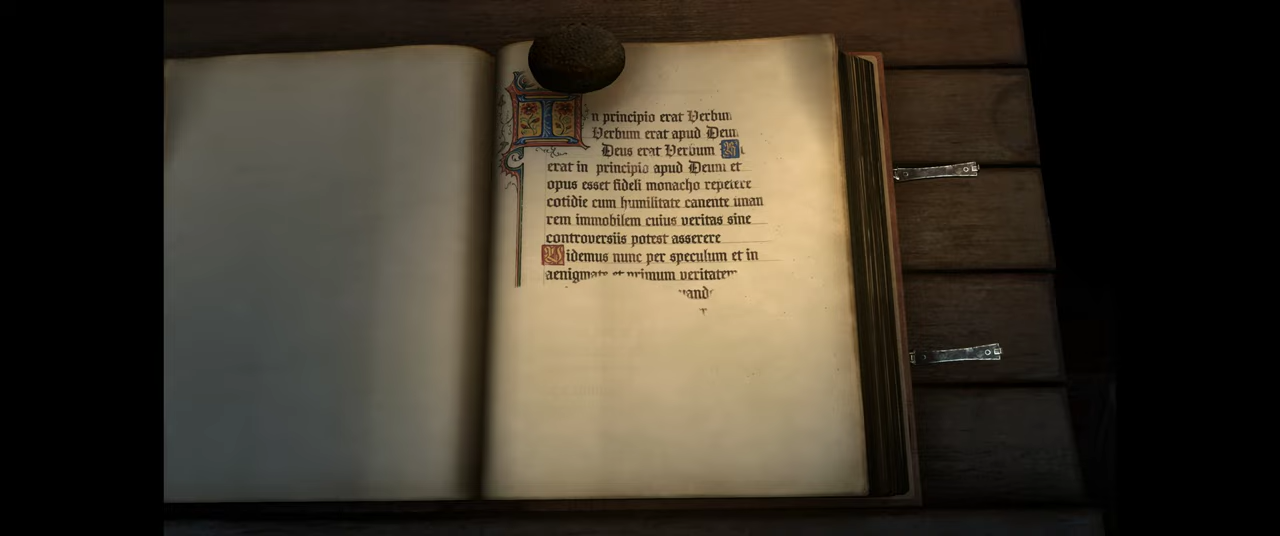 In principio erat Verbum
Verbum erat apud Deum
Deus erat Verbum
erat in principio apud Deum et
opus esset fideli monacho repetere
cotidie cum humilitate canente unam
rem immobilem cuius veritas sine
controversiis potest asserere
Videmus nunc per speculum et in
aenigmate et primum veritatem